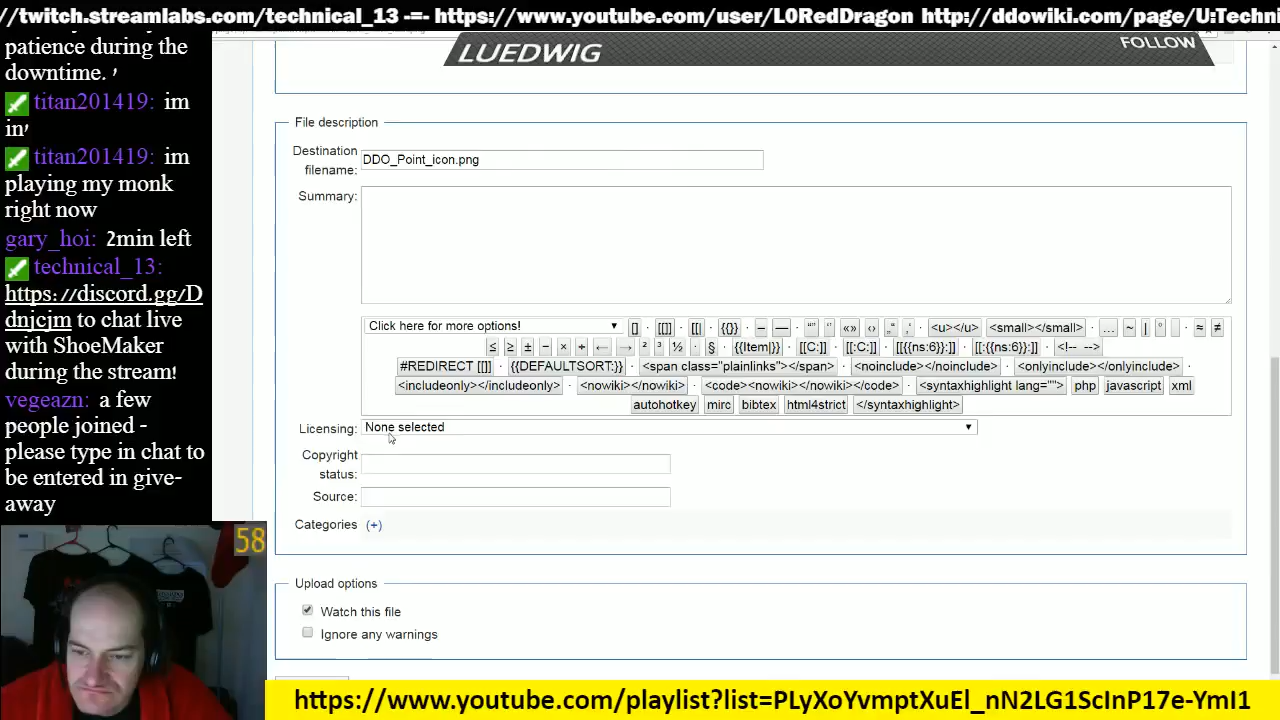 //twitch.streamlabs.com/technical_13 -=- https://www.youtube.com/user/L0RedDragon http://ddowiki.com/page/U:Techni
patience during the
downtime. '
titan201419: im
in'
titan201419: im
playing my monk
right now
gary_hoi: 2min left
technical_13:
https://discord.gg/D
dnjcjm to chat live
with ShoeMaker
during the stream!
vegeazn: a few
people joined -
please type in chat to
be entered in give-
away
58
LUEDWIG
FOLLOW
File description
Destination
filename:
DDO_Point_icon.png
Summary:
Click here for more options! [] · [[]] · [[| · {{}} · – — · “” ‘’ · «» ‹› · „“ ‚‘ · <u></u> · <small></small> · … · ~ | ° · ≈ ≠
≤ ≥ ± − × ÷ ← → · ² ³ ½ · § · {{Item|}} · [[C:]] · [[:C:]] · [[{{ns:6}}:]] · [[:{{ns:6}}:]] · <!-- -->
#REDIRECT [[]] · {{DEFAULTSORT:}} · <span class="plainlinks"></span> · <noinclude></noinclude> · <onlyinclude></onlyinclude> ·
<includeonly></includeonly> · <nowiki></nowiki> · <code><nowiki></nowiki></code> · <syntaxhighlight lang=""> php javascript xml
autohotkey mirc bibtex html4strict </syntaxhighlight>
Licensing: None selected
Copyright
status:
Source:
Categories (+)
Upload options
Watch this file
Ignore any warnings
https://www.youtube.com/playlist?list=PLyXoYvmptXuEl_nN2LG1ScInP17e-YmI1